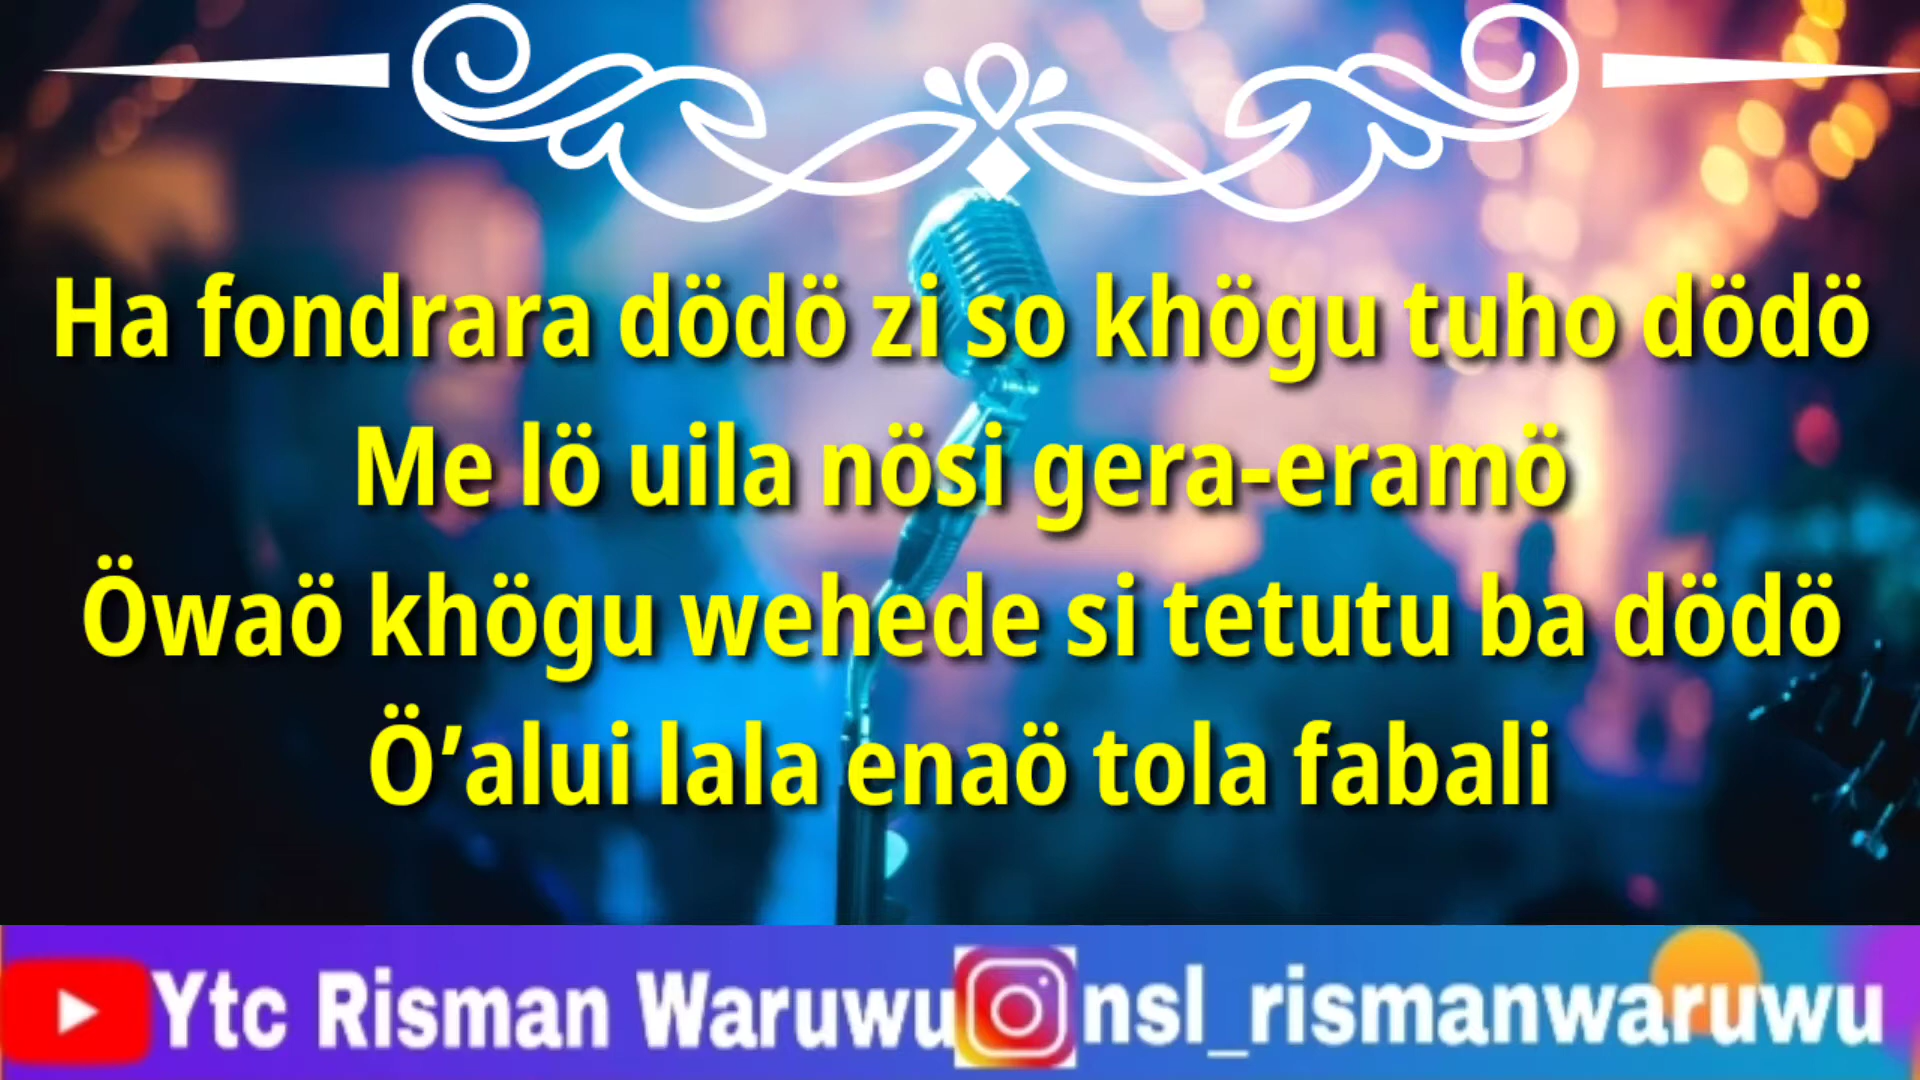 Ha fondrara dödö zi so khögu tuho dödö
Me lö uila nösi gera-eramö
Öwaö khögu wehede si tetutu ba dödö
Ö’alui lala enaö tola fabali
Ytc Risman Waruwu nsl_rismanwaruwu